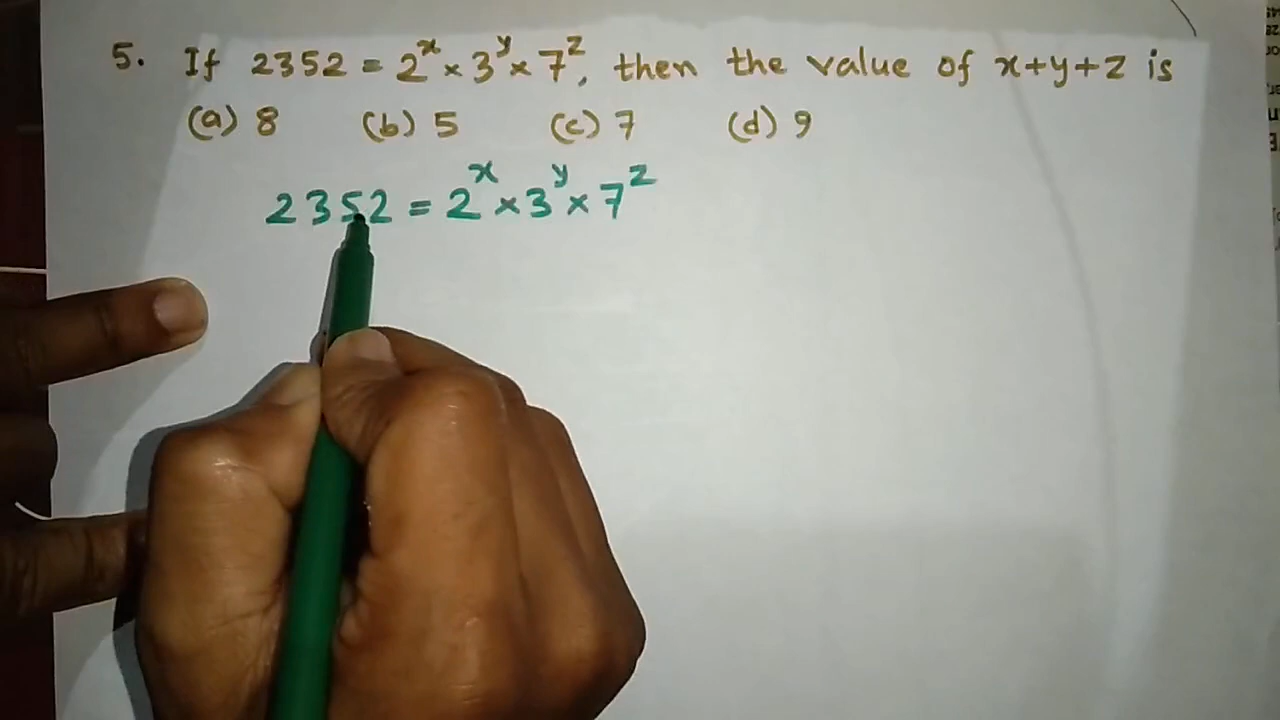 5. If 2352 = 2^x × 3^y × 7^z, then the value of x+y+z is
(a) 8 (b) 5 (c) 7 (d) 9
2352 = 2^x × 3^y × 7^z